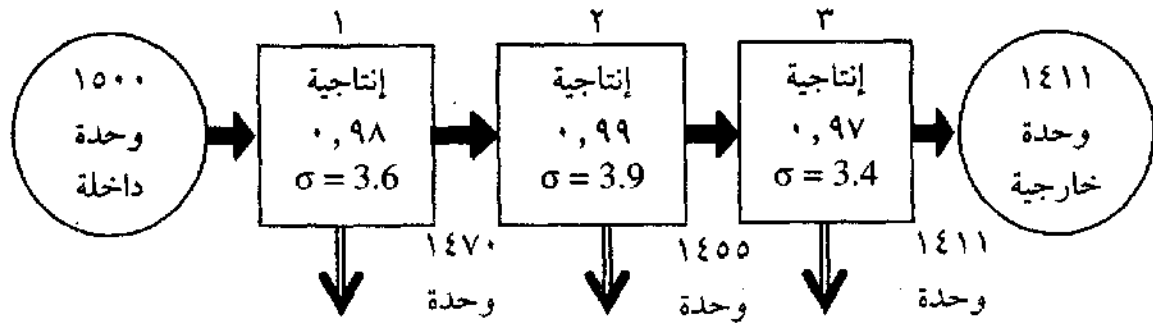 ١٥٠٠
وحدة
داخلة
١
إنتاجية
٠,٩٨
σ = 3.6
١٤٧٠
وحدة
٢
إنتاجية
٠,٩٩
σ = 3.9
١٤٥٥
وحدة
٣
إنتاجية
٠,٩٧
σ = 3.4
١٤١١
وحدة
١٤١١
وحدة
خارجية